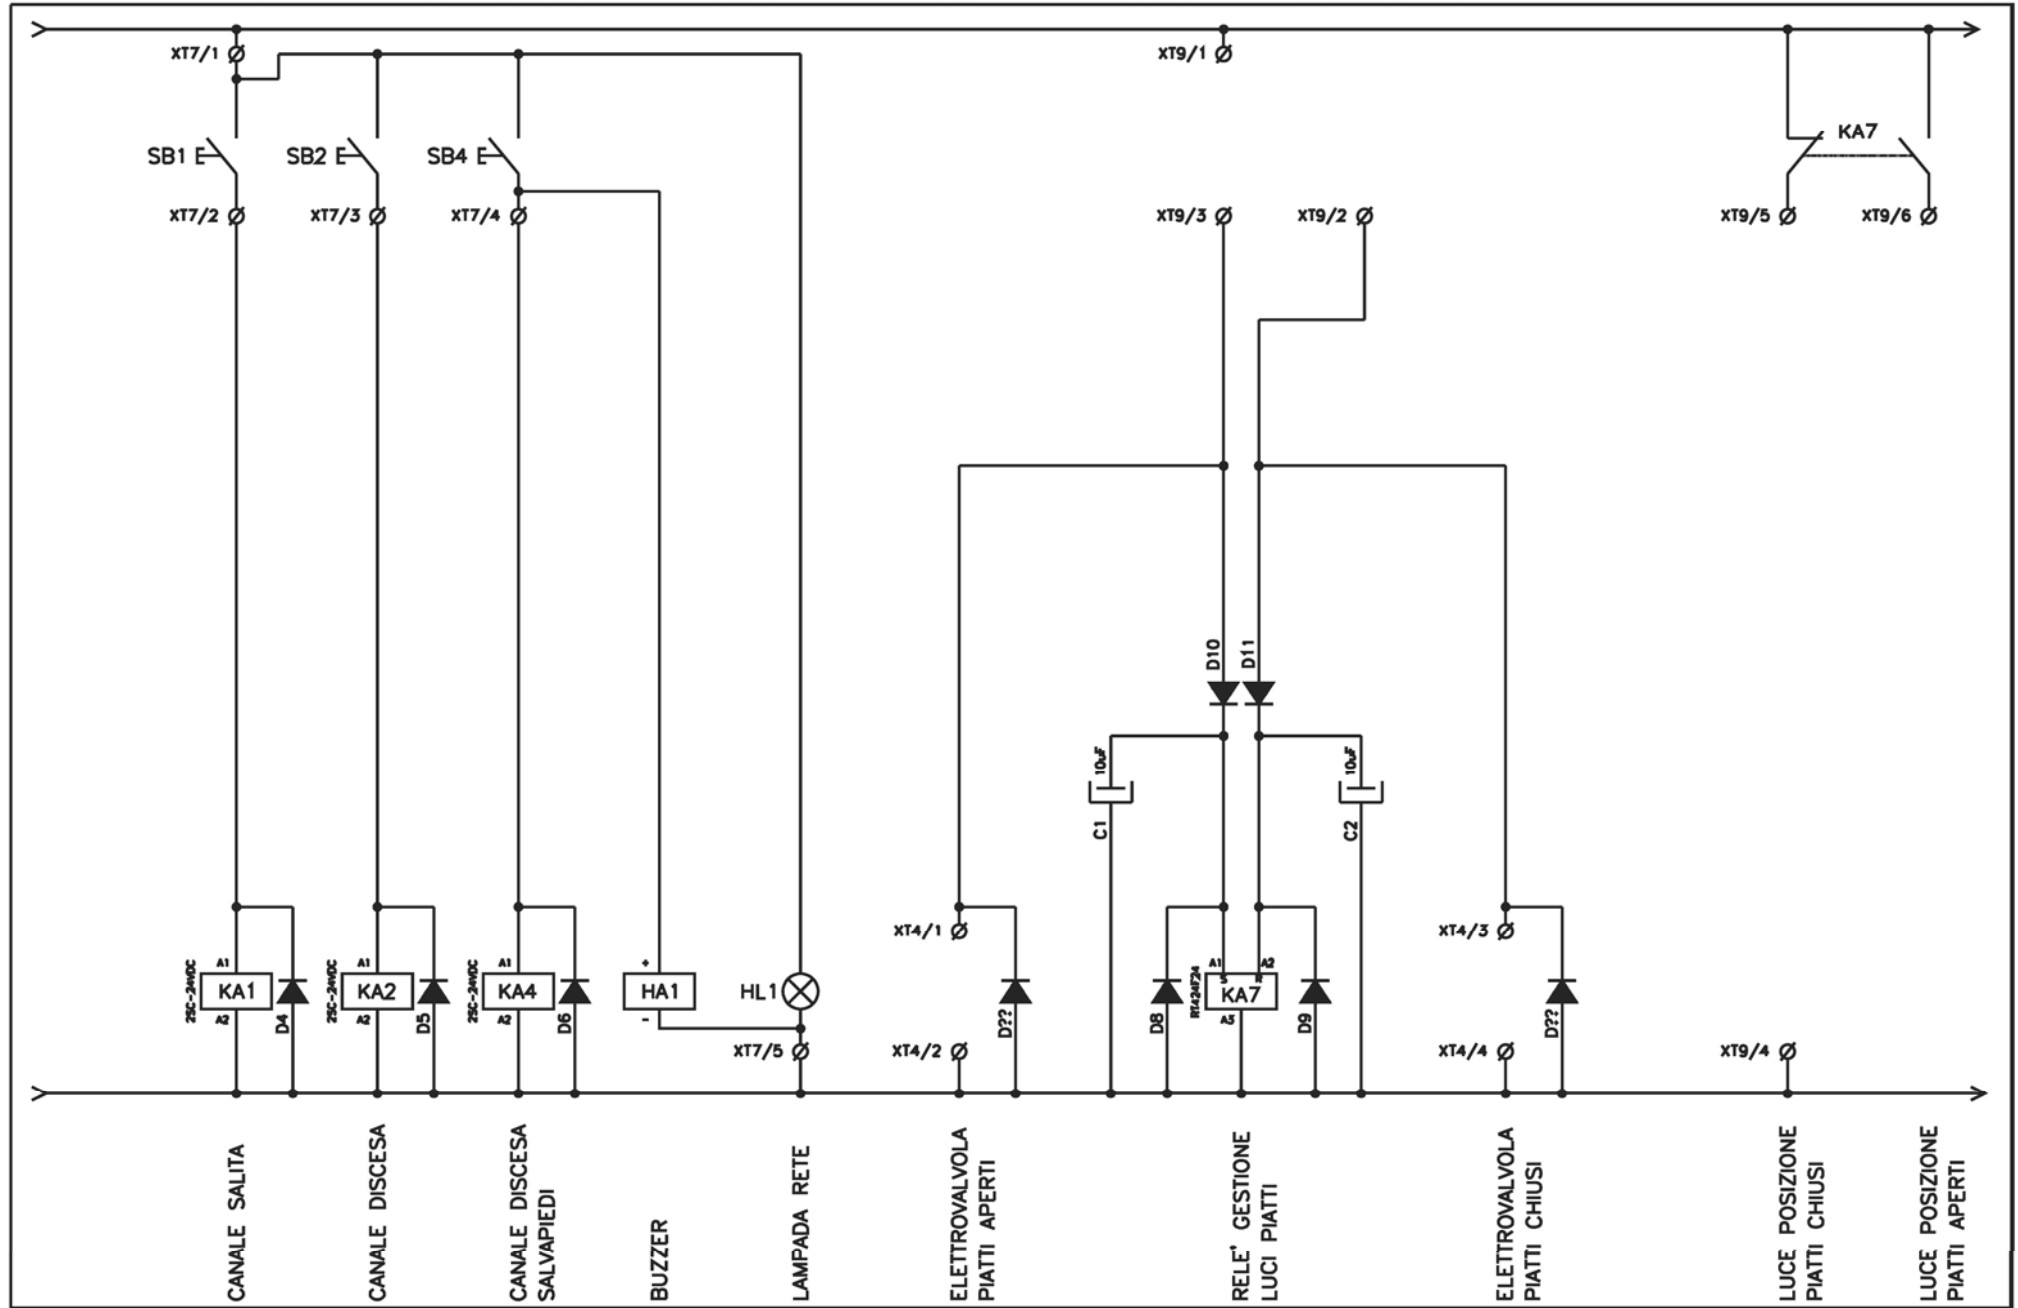 XT7/1
XT9/1
KA7
SB1
SB2
SB4
XT7/2
XT7/3
XT7/4
XT9/3
XT9/2
XT9/5
XT9/6
D10
D11
10uF
10uF
C1
C2
XT4/1
XT4/3
2SC-24VDC
A1
KA1
A2
D4
2SC-24VDC
A1
KA2
A2
D5
2SC-24VDC
A1
KA4
A2
D6
+
HA1
-
HL1
XT7/5
XT4/2
D??
D8
RT424F24
A1
A2
S
R
KA7
A3
D9
XT4/4
D??
XT9/4
CANALE SALITA
CANALE DISCESA
CANALE DISCESA
SALVAPIEDI
BUZZER
LAMPADA RETE
ELETTROVALVOLA
PIATTI APERTI
RELE' GESTIONE
LUCI PIATTI
ELETTROVALVOLA
PIATTI CHIUSI
LUCE POSIZIONE
PIATTI CHIUSI
LUCE POSIZIONE
PIATTI APERTI